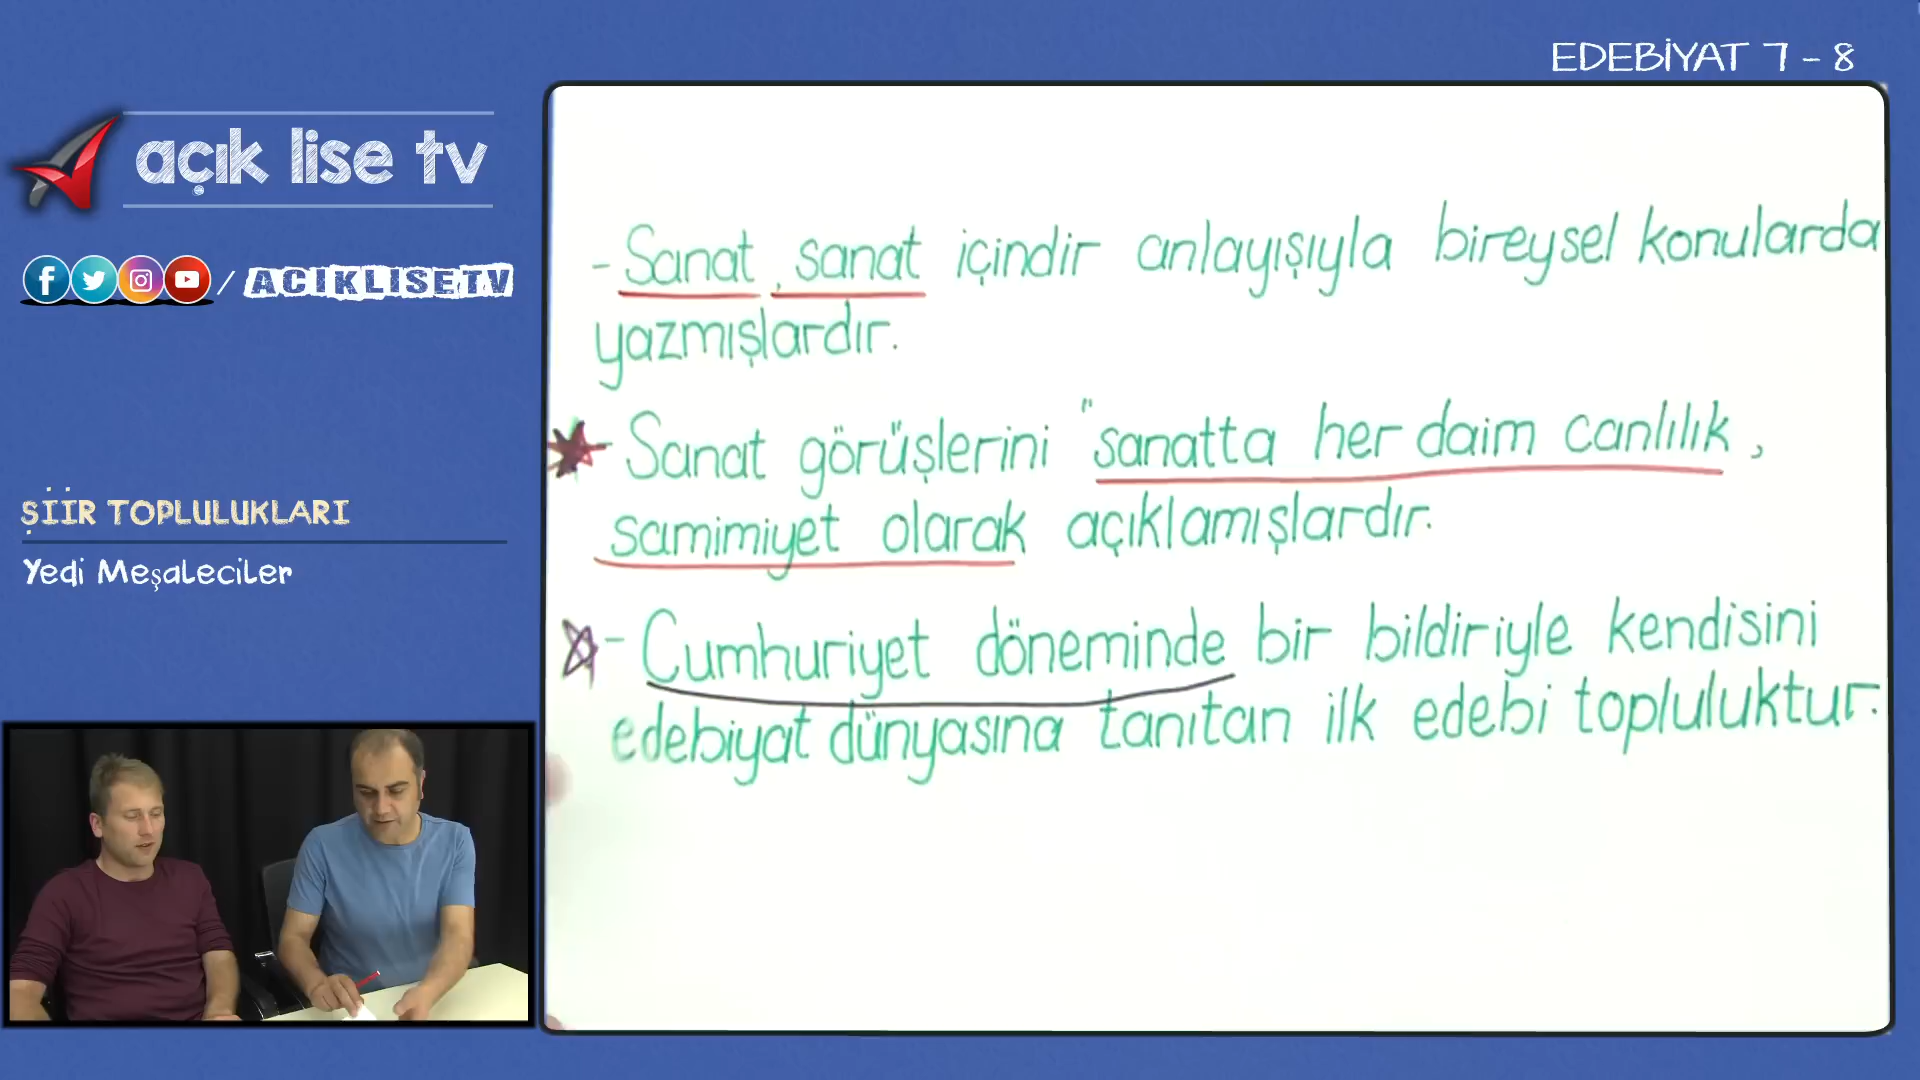 EDEBİYAT 7 - 8
açık lise tv
/ ACIKLISETV
ŞİİR TOPLULUKLARI
Yedi Meşaleciler
- Sanat, sanat içindir anlayışıyla bireysel konularda
yazmışlardır.
- Sanat görüşlerini "sanatta her daim canlılık,
samimiyet olarak açıklamışlardır.
- Cumhuriyet döneminde bir bildiriyle kendisini
edebiyat dünyasına tanıtan ilk edebi topluluktur.